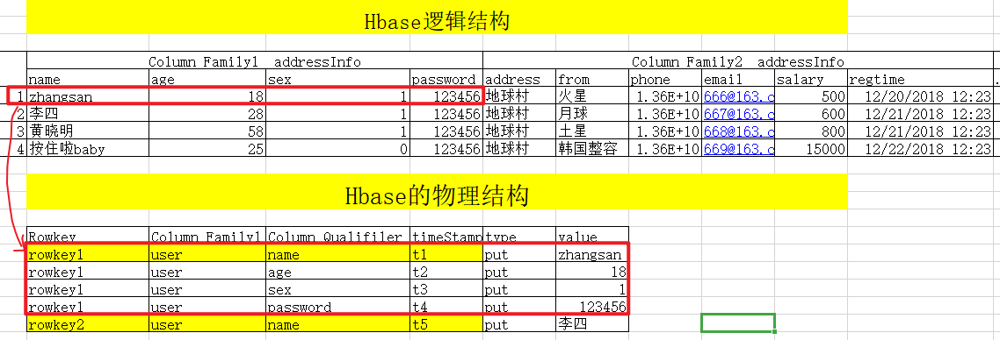 Hbase逻辑结构
Column Family1 addressInfo Column Family2 addressInfo
name age sex password address from phone email salary regtime
1 zhangsan 18 1 123456 地球村 火星 1.36E+10 666@163.c 500 12/20/2018 12:23
2 李四 28 1 123456 地球村 月球 1.36E+10 667@163.c 600 12/21/2018 12:23
3 黄晓明 58 1 123456 地球村 土星 1.36E+10 668@163.c 800 12/21/2018 12:23
4 按住啦baby 25 0 123456 地球村 韩国整容 1.36E+10 669@163.c 15000 12/22/2018 12:23
Hbase的物理结构
Rowkey Column Family1 Column Qualifiler timeStamp type value
rowkey1 user name t1 put zhangsan
rowkey1 user age t2 put 18
rowkey1 user sex t3 put 1
rowkey1 user password t4 put 123456
rowkey2 user name t5 put 李四